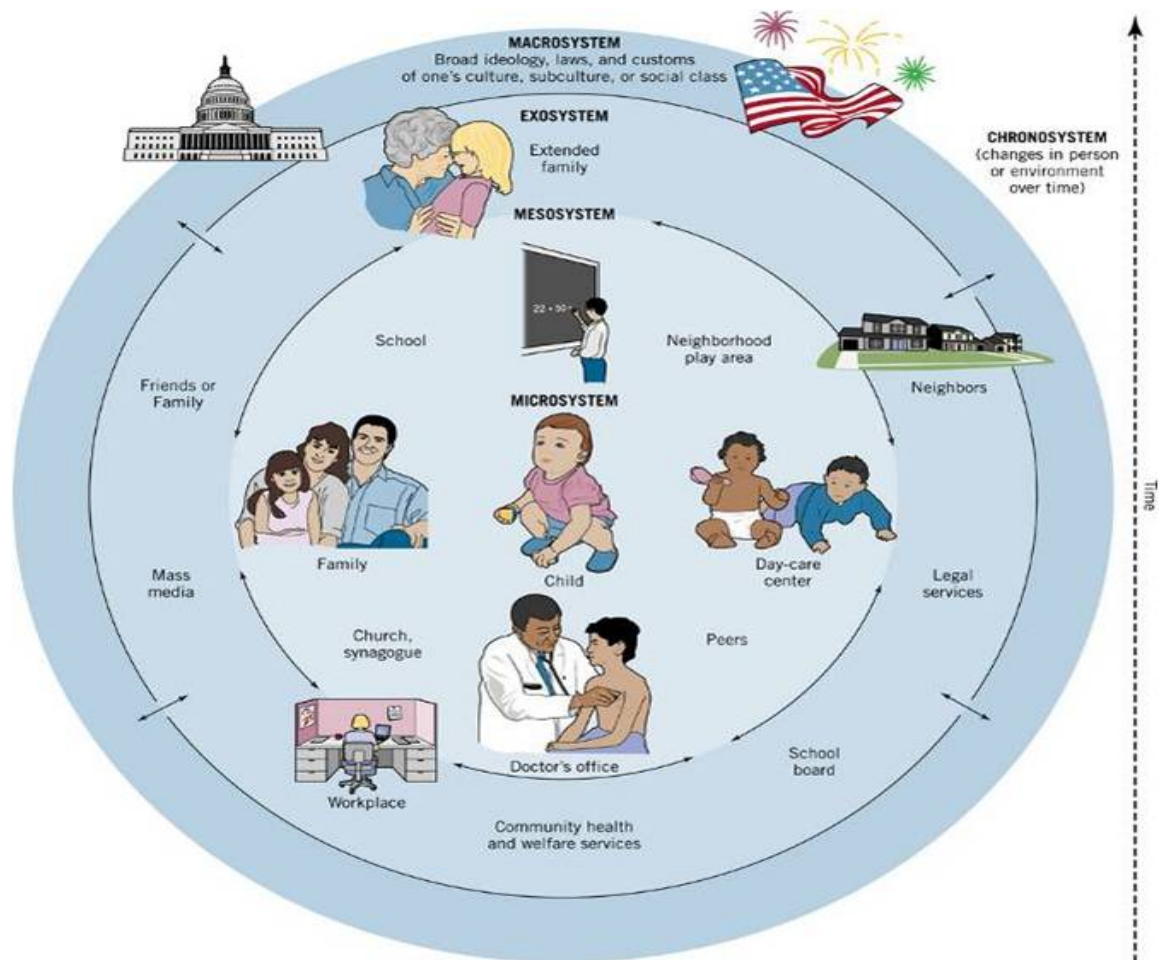 MACROSYSTEM
Broad ideology, laws, and customs
of one's culture, subculture, or social class
EXOSYSTEM
Extended
family
CHRONOSYSTEM
(changes in person
or environment
over time)
MESOSYSTEM
22 + 30 =
School
Neighborhood
play area
Friends or
Family
Neighbors
MICROSYSTEM
Time
Family
Child
Day-care
center
Mass
media
Legal
services
Church,
synagogue
Peers
Doctor's office
School
board
Workplace
Community health
and welfare services